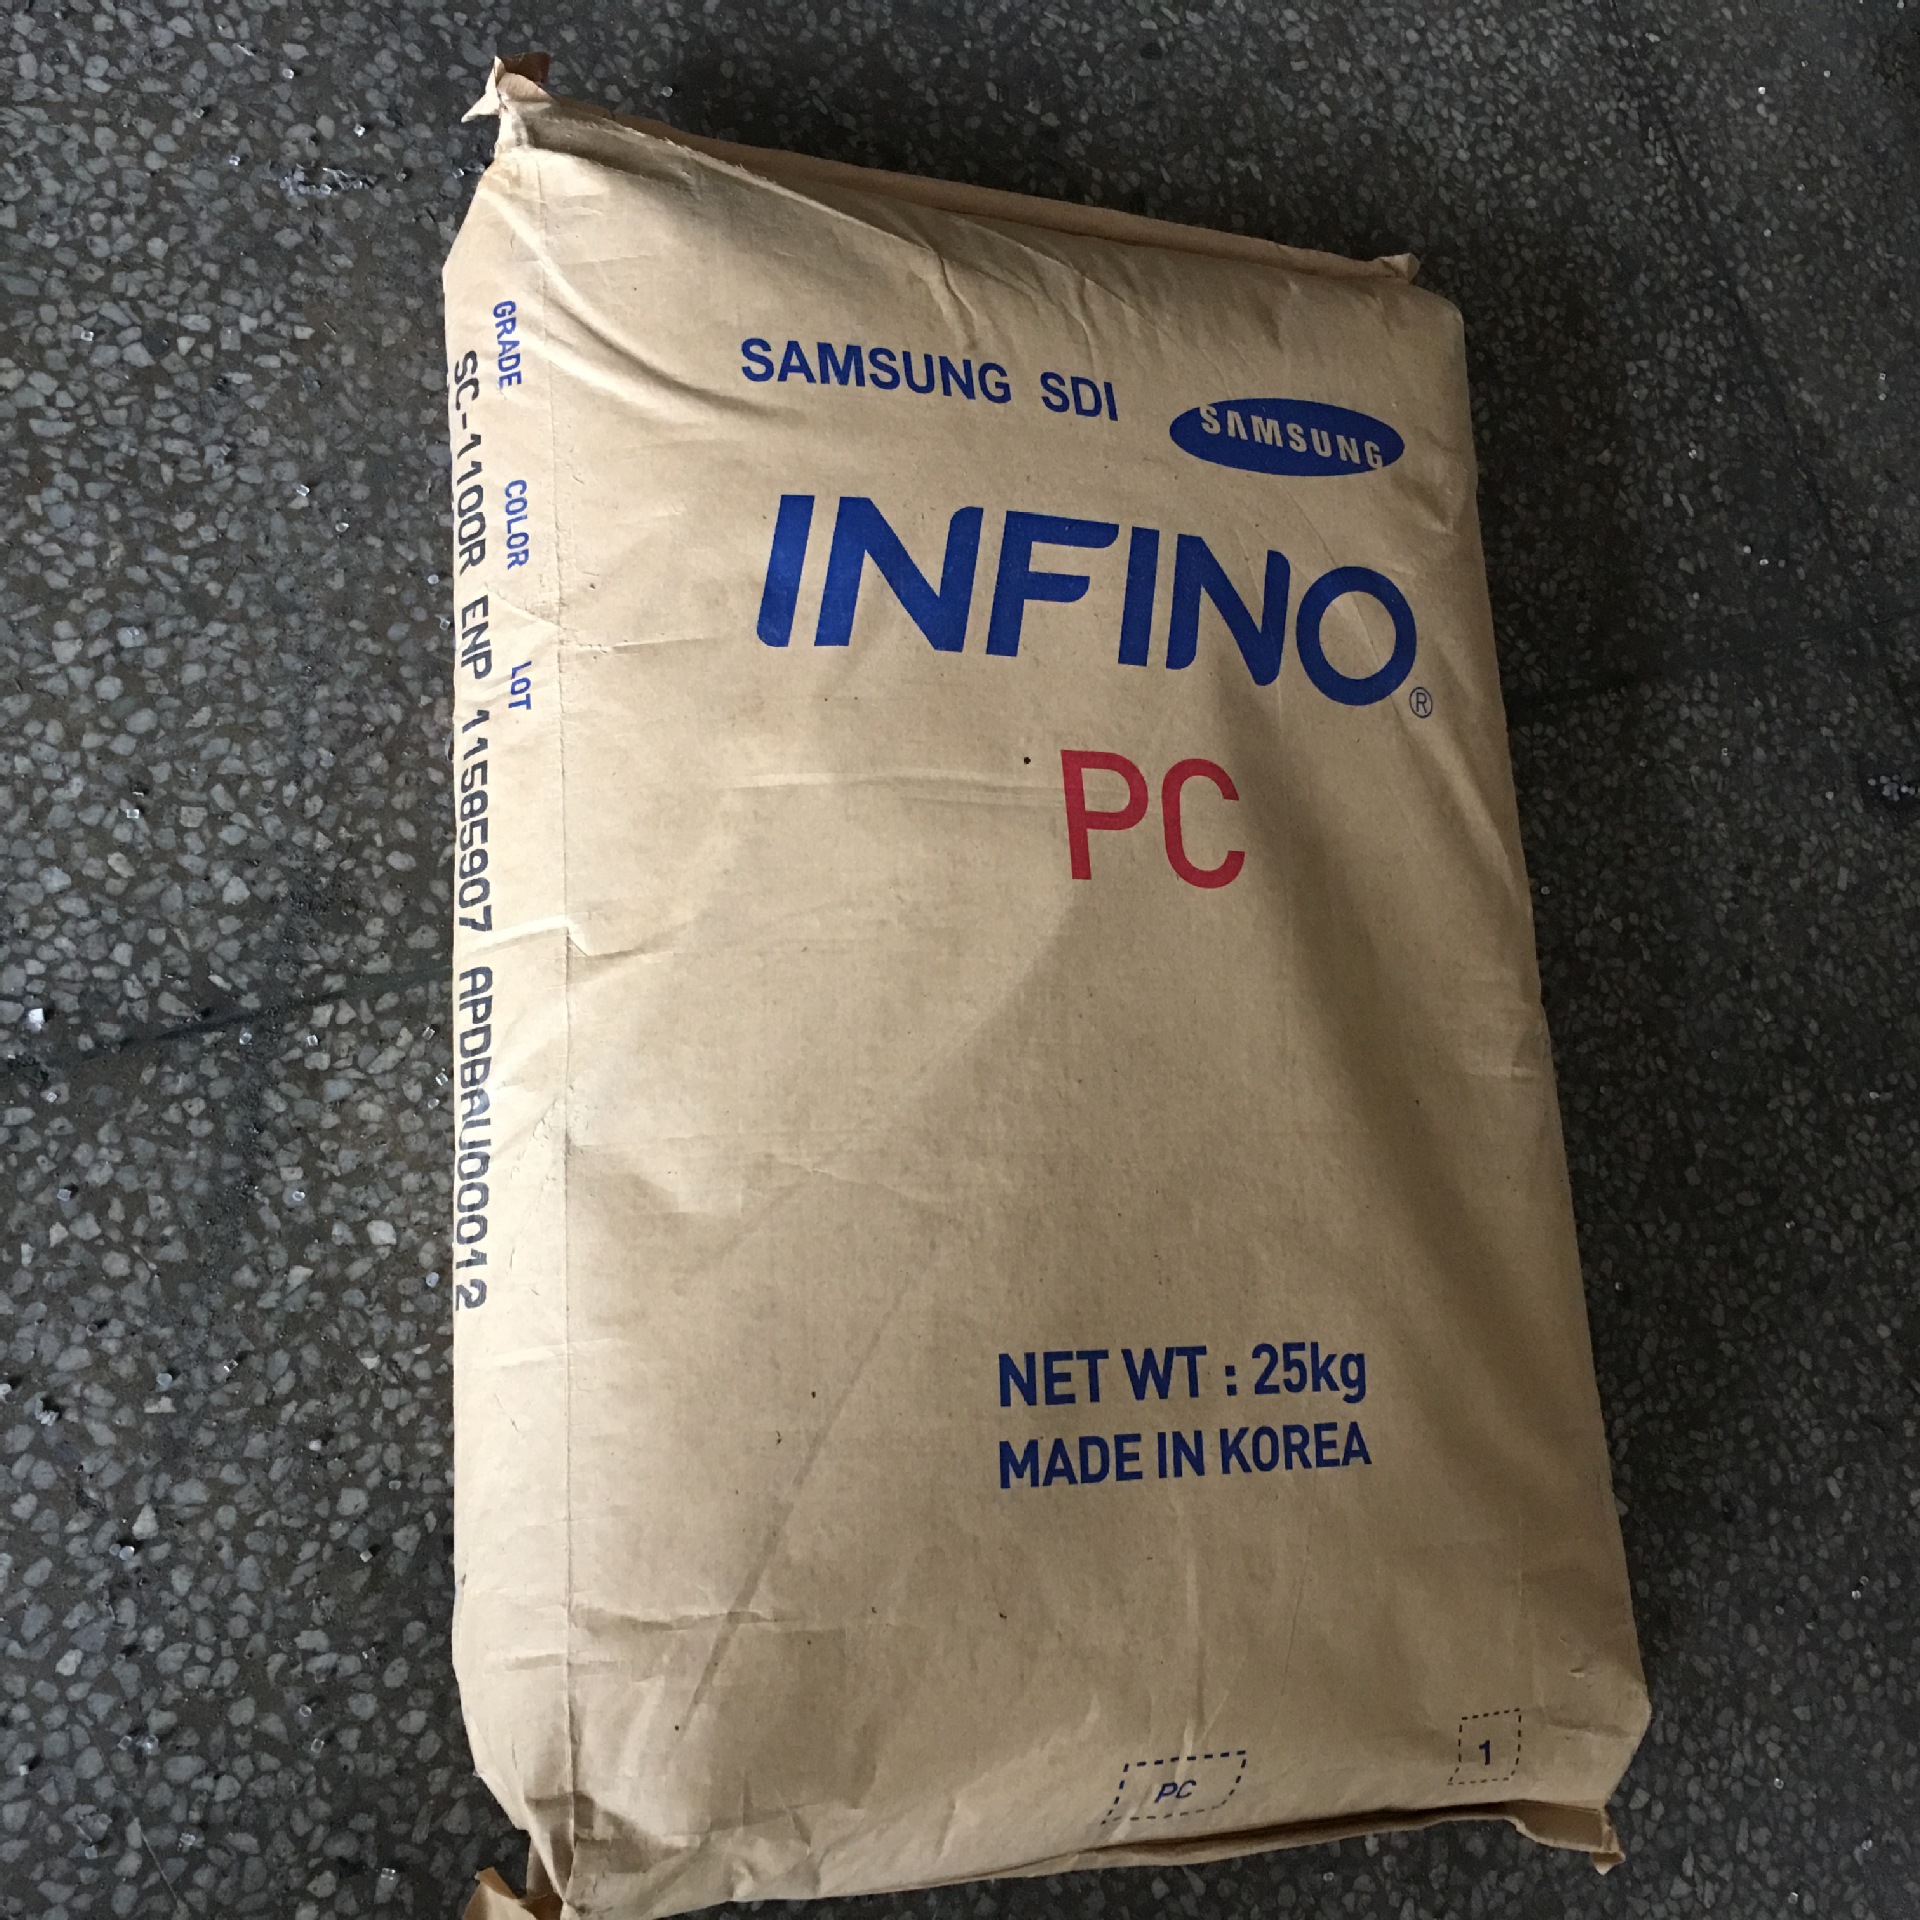 SAMSUNG SDI
SAMSUNG
INFINO®
PC
NET WT : 25kg
MADE IN KOREA
PC
1
GRADE COLOR LOT
SC-1100R ENP 11585907 APDBAU00012